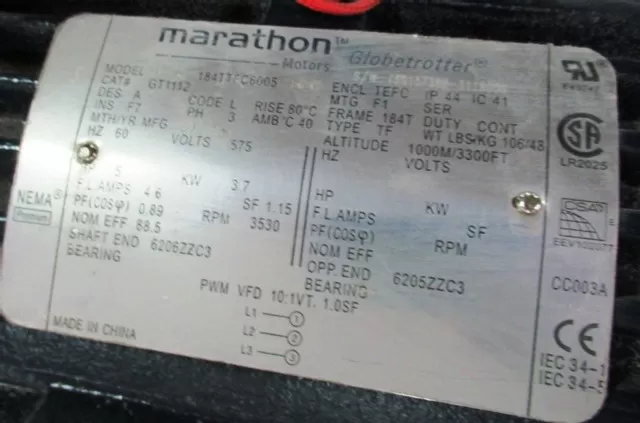 marathon™
Motors
Globetrotter®
MODEL 184TTFC6005
CAT# GT1112
DES A CODE L RISE 80°C
INS F7 PH 3 AMB°C 40
MTH/YR MFG
HZ 60 VOLTS 575
HP 5 KW 3.7
F.L.AMPS 4.6 SF 1.15
PF(COSφ) 0.89
NOM EFF 88.5 RPM 3530
SHAFT END 6206ZZC3
BEARING
ENCL TEFC IP 44 IC 41
MTG F1 SER
FRAME 184T DUTY CONT
TYPE TF WT LBS/KG 106/48
ALTITUDE 1000M/3300FT
HZ VOLTS
HP KW
F.L.AMPS SF
PF(COSφ)
NOM EFF RPM
OPP.END 6205ZZC3
BEARING
PWM VFD 10:1VT, 1.0SF
L1 1
L2 2
L3 3
NEMA®
Premium
MADE IN CHINA
LR2025
CC003A
CE
IEC 34-1
IEC 34-5